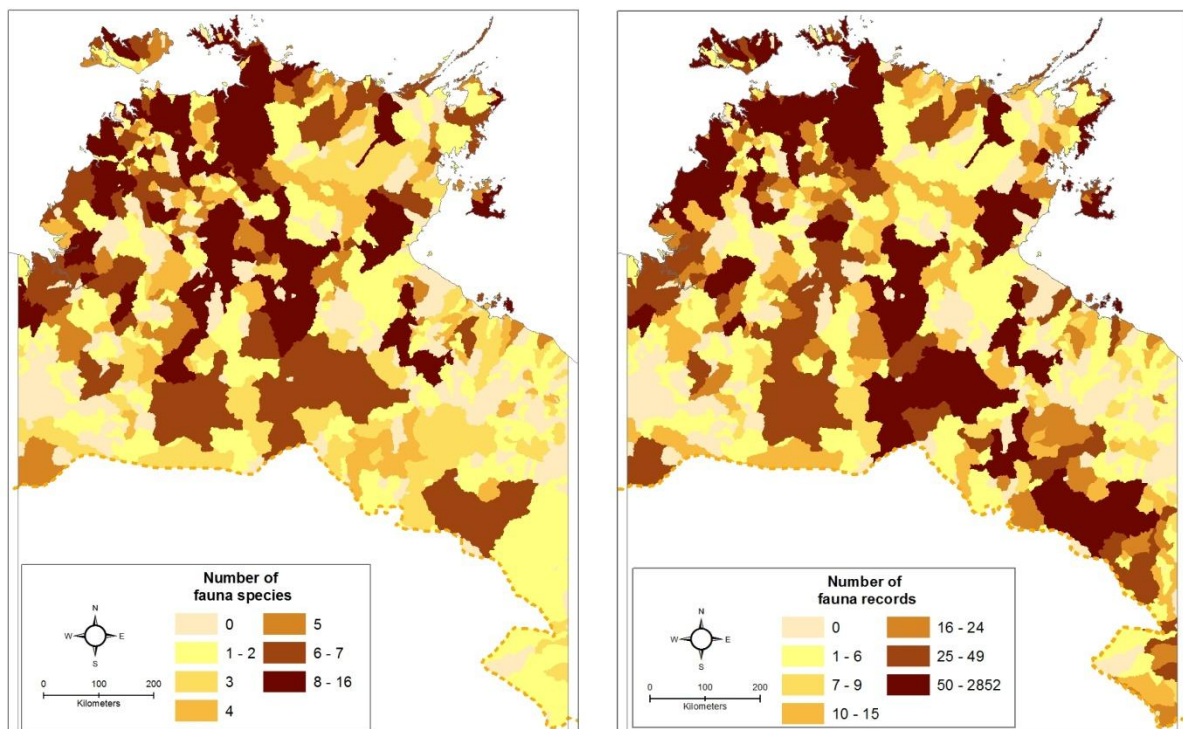 Number of
fauna species
N
W E
S
0
1 - 2
3
4
5
6 - 7
8 - 16
0 100 200
Kilometers
Number of
fauna records
N
W E
S
0
1 - 6
7 - 9
10 - 15
16 - 24
25 - 49
50 - 2852
0 100 200
Kilometers